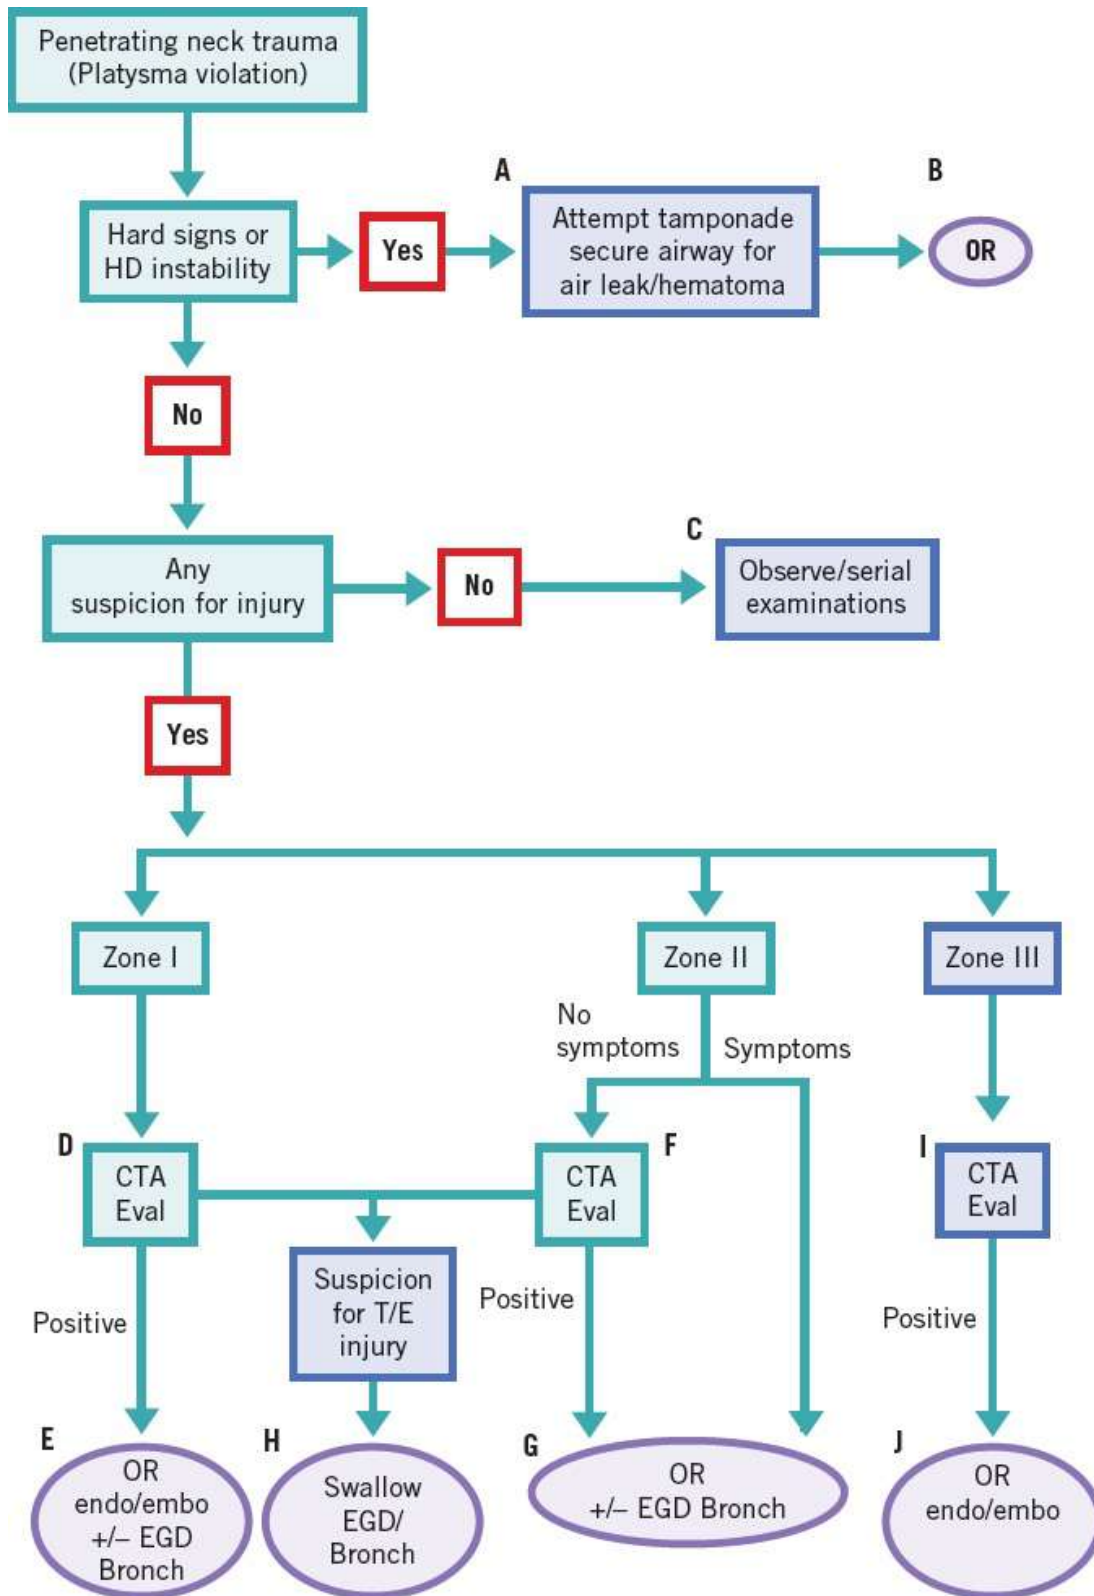 Penetrating neck trauma
(Platysma violation)
A
B
Hard signs or
HD instability
Yes
Attempt tamponade
secure airway for
air leak/hematoma
OR
No
C
Any
suspicion for injury
No
Observe/serial
examinations
Yes
Zone I
Zone II
Zone III
No
symptoms
Symptoms
D
CTA
Eval
CTA
Eval
F
I
CTA
Eval
Positive
Suspicion
for T/E
injury
Positive
Positive
E
OR
endo/embo
+/– EGD
Bronch
H
Swallow
EGD/
Bronch
G
OR
+/– EGD Bronch
J
OR
endo/embo